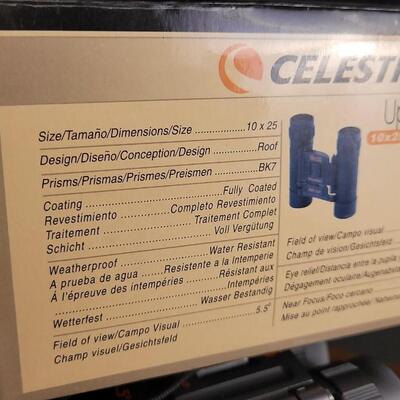 CELEST
Up
10x2
Size/Tamaño/Dimensions/Size ..................10 x 25
Design/Diseño/Conception/Design ...............Roof
Prisms/Prismas/Prismes/Preismen ................BK7
Coating ......................................Fully Coated
Revestimiento ................Completo Revestimiento
Traitement ..........................Traitement Complet
Schicht ...............................Voll Vergütung
Weatherproof ......................Water Resistant
A prueba de agua .....Resistente a la Intemperie
À l'épreuve des intempéries .........Résistant aux
Intempéries
Wetterfest ......................Wasser Bestandig
Field of view/Campo Visual ....................5.5°
Champ visuel/Gesichtsfeld
Field of view/Campo visual
Champ de vision/Gesichtsfeld
Eye relief/Distancia entre la pupila
Dégagement oculaire/Augenabsta
Near Focus/Foco cercano
Mise au point rapprochée/